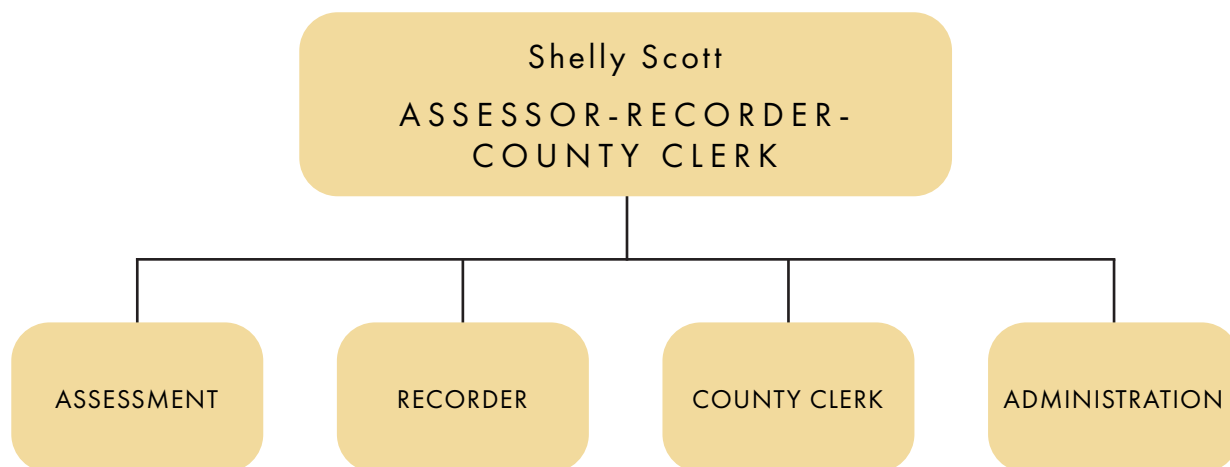 Shelly Scott
ASSESSOR-RECORDER-
COUNTY CLERK
ASSESSMENT
RECORDER
COUNTY CLERK
ADMINISTRATION